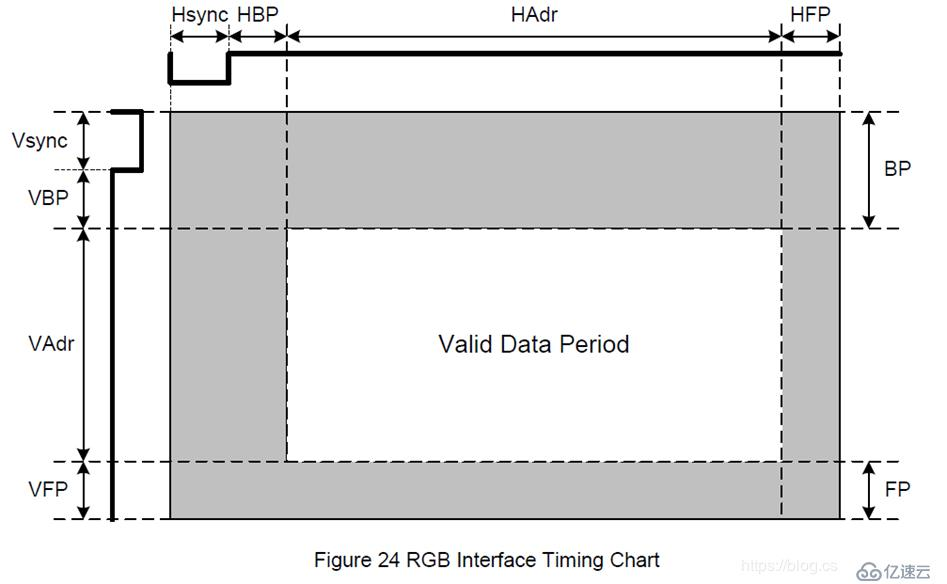 Hsync HBP HAdr HFP
Vsync
BP
VBP
VAdr
Valid Data Period
VFP
FP
Figure 24 RGB Interface Timing Chart
https://blog.cs
亿速云